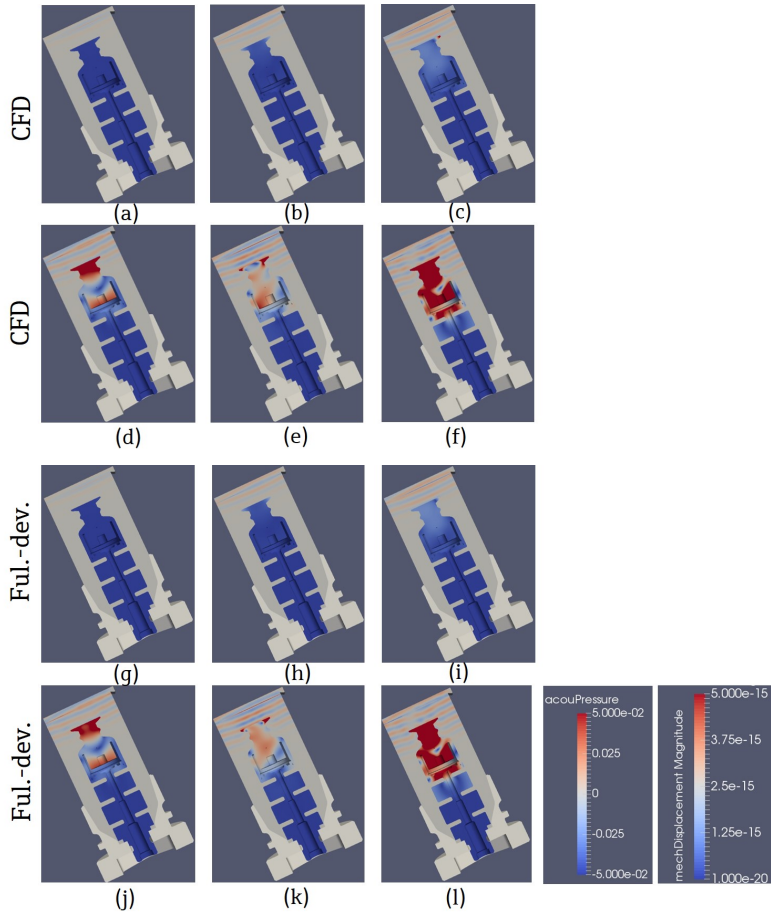 CFD
(a)
(b)
(c)
CFD
(d)
(e)
(f)
Ful.-dev.
(g)
(h)
(i)
Ful.-dev.
(j)
(k)
(l)
acouPressure
5.000e-02
0.025
0
-0.025
-5.000e-02
mechDisplacement Magnitude
5.000e-15
3.75e-15
2.5e-15
1.25e-15
1.000e-20